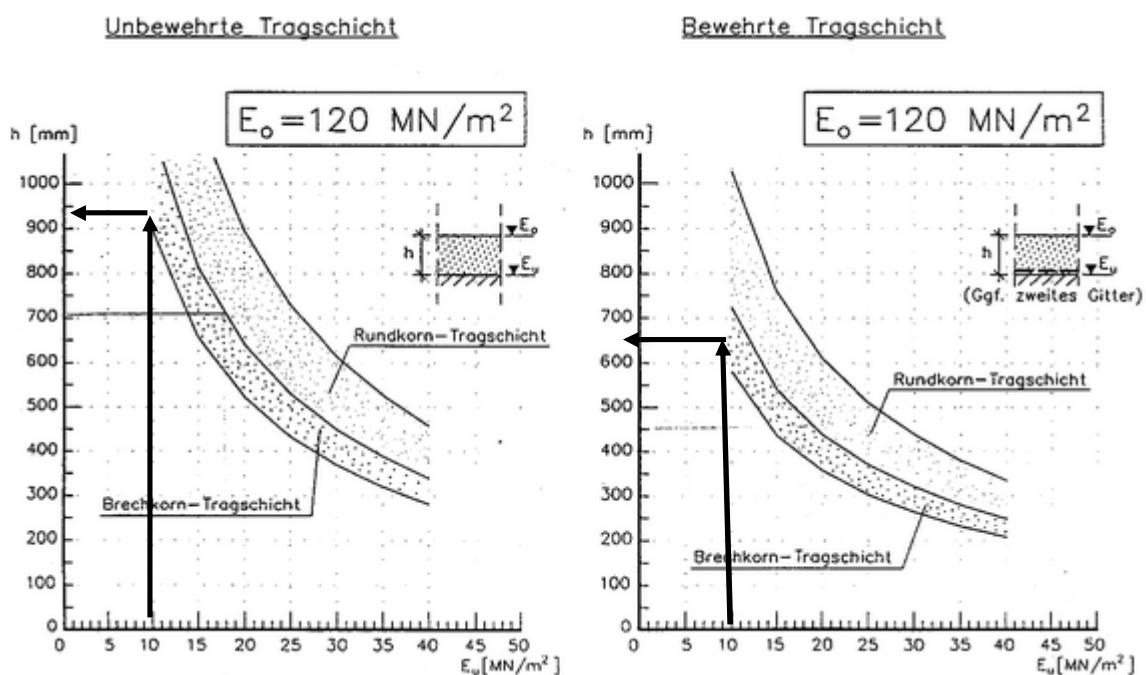 Unbewehrte Tragschicht
E₀=120 MN/m²
h [mm]
1000
900
800
700
600
500
400
300
200
100
0
0 5 10 15 20 25 30 35 40 45 50
Eᵤ[MN/m²]
h
E₀
Eᵤ
Rundkorn-Tragschicht
Brechkorn-Tragschicht
Bewehrte Tragschicht
E₀=120 MN/m²
h [mm]
1000
900
800
700
600
500
400
300
200
100
0
0 5 10 15 20 25 30 35 40 45 50
Eᵤ[MN/m²]
h
E₀
Eᵤ
(Ggf. zweites Gitter)
Rundkorn-Tragschicht
Brechkorn-Tragschicht